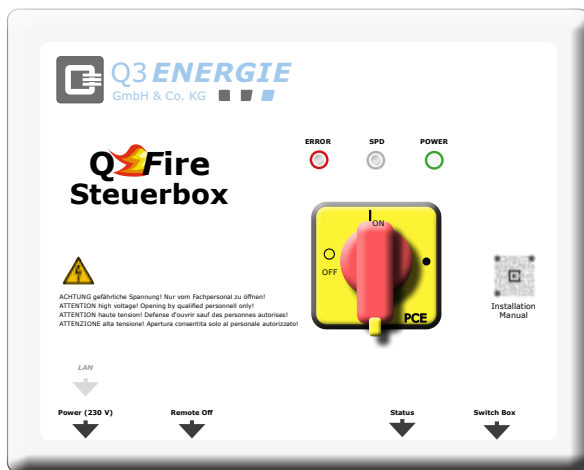 Q3 ENERGIE
GmbH & Co. KG
ERROR
SPD
POWER
Q Fire
Steuerbox
I
ON
OFF
PCE
ACHTUNG gefährliche Spannung! Nur vom Fachpersonal zu öffnen!
ATTENTION high voltage! Opening by qualified personnell only!
ATTENTION haute tension! Defense d'ouvrir sauf des personnes autorises!
ATTENZIONE alta tensione! Apertura consentita solo al personale autorizzato!
Installation
Manual
LAN
Power (230 V)
Remote Off
Status
Switch Box